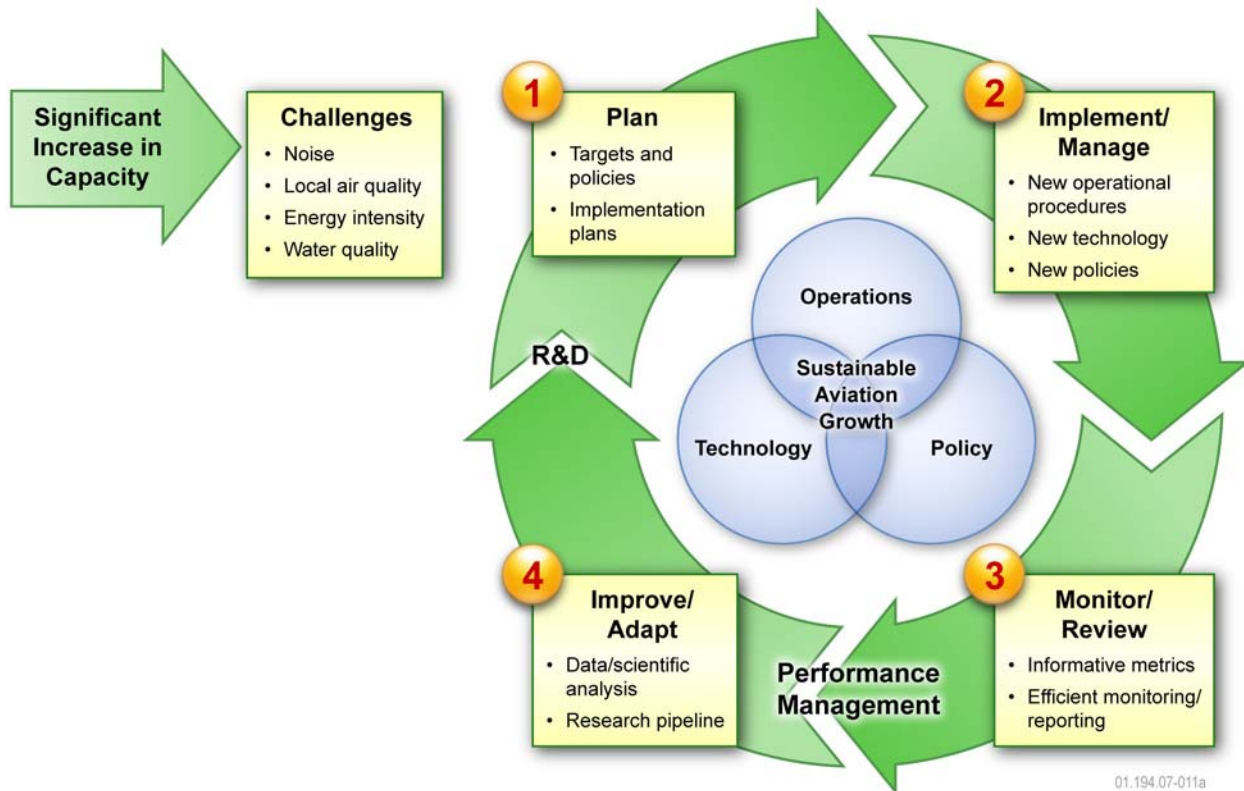 Significant
Increase in
Capacity
Challenges
• Noise
• Local air quality
• Energy intensity
• Water quality
1
Plan
• Targets and
policies
• Implementation
plans
2
Implement/
Manage
• New operational
procedures
• New technology
• New policies
Operations
Sustainable
Aviation
Growth
Technology
Policy
R&D
4
Improve/
Adapt
• Data/scientific
analysis
• Research pipeline
Performance
Management
3
Monitor/
Review
• Informative metrics
• Efficient monitoring/
reporting
01.194.07-011a